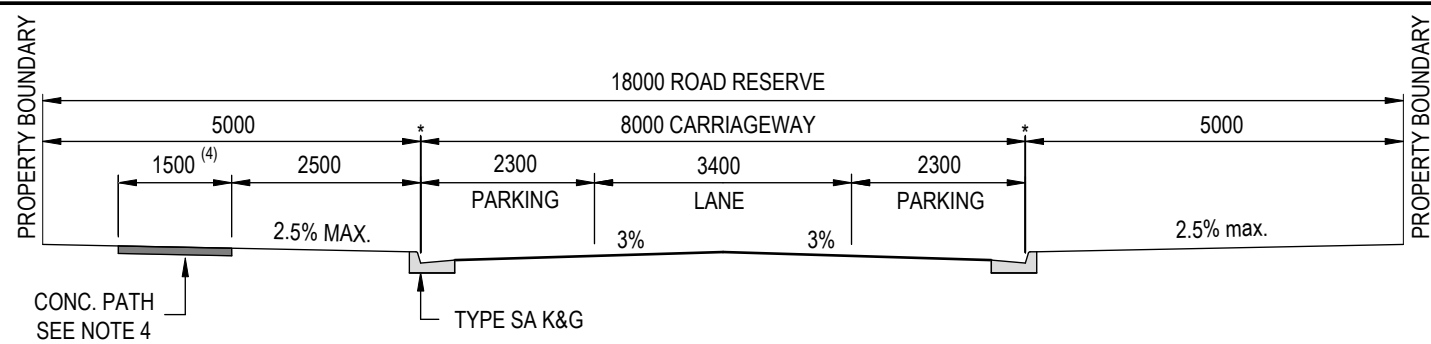 PROPERTY BOUNDARY
PROPERTY BOUNDARY
18000 ROAD RESERVE
5000
*
8000 CARRIAGEWAY
*
5000
1500 (4)
2500
2300
3400
2300
PARKING
LANE
PARKING
2.5% MAX.
3%
3%
2.5% max.
CONC. PATH
SEE NOTE 4
TYPE SA K&G